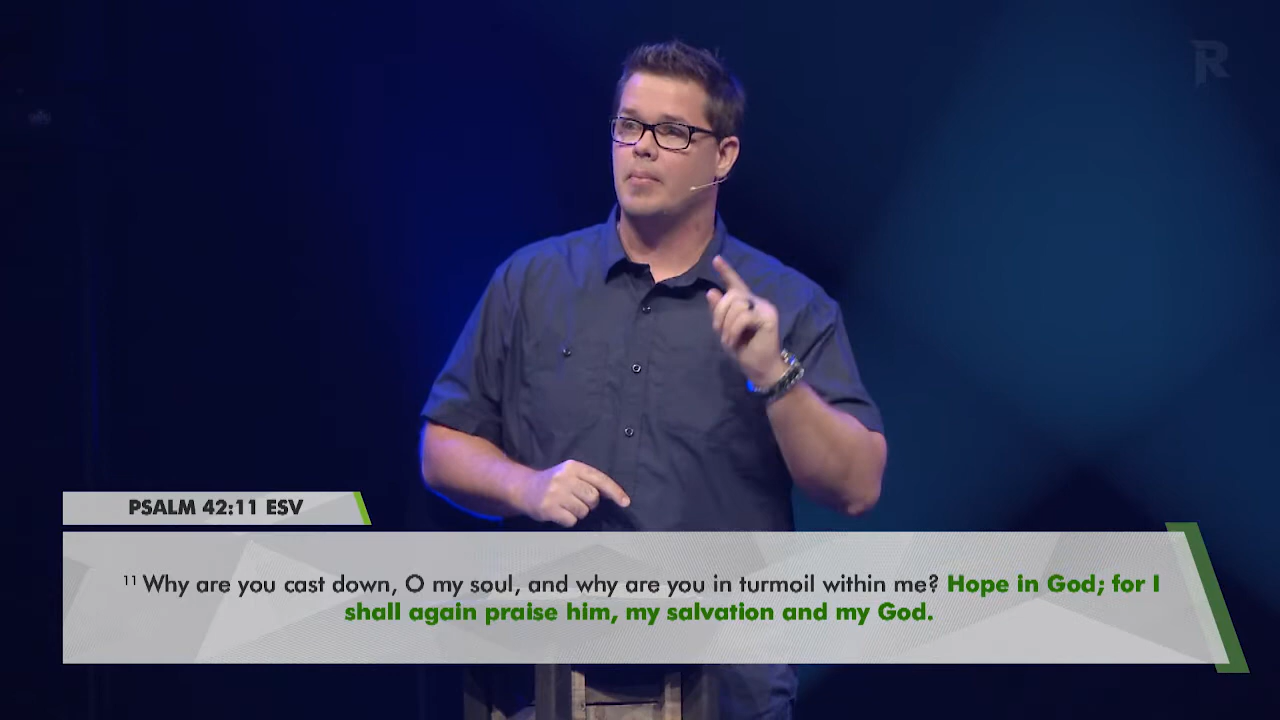 R
PSALM 42:11 ESV
11 Why are you cast down, O my soul, and why are you in turmoil within me? Hope in God; for I
shall again praise him, my salvation and my God.